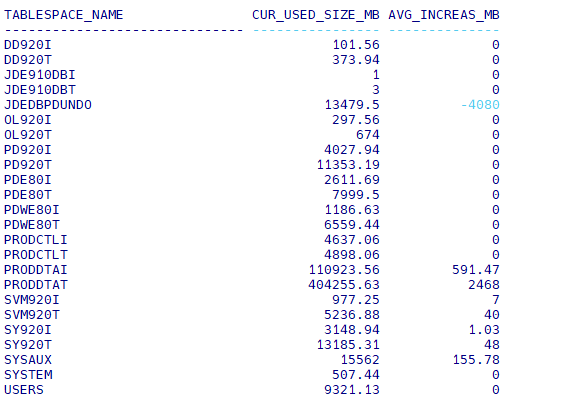 TABLESPACE_NAME CUR_USED_SIZE_MB AVG_INCREAS_MB
------------------------------ ---------------- --------------
DD920I 101.56 0
DD920T 373.94 0
JDE910DBI 1 0
JDE910DBT 3 0
JDEDBPDUNDO 13479.5 -4080
OL920I 297.56 0
OL920T 674 0
PD920I 4027.94 0
PD920T 11353.19 0
PDE80I 2611.69 0
PDE80T 7999.5 0
PDWE80I 1186.63 0
PDWE80T 6559.44 0
PRODCTLI 4637.06 0
PRODCTLT 4898.06 0
PRODDTAI 110923.56 591.47
PRODDTAT 404255.63 2468
SVM920I 977.25 7
SVM920T 5236.88 40
SY920I 3148.94 1.03
SY920T 13185.31 48
SYSAUX 15562 155.78
SYSTEM 507.44 0
USERS 9321.13 0